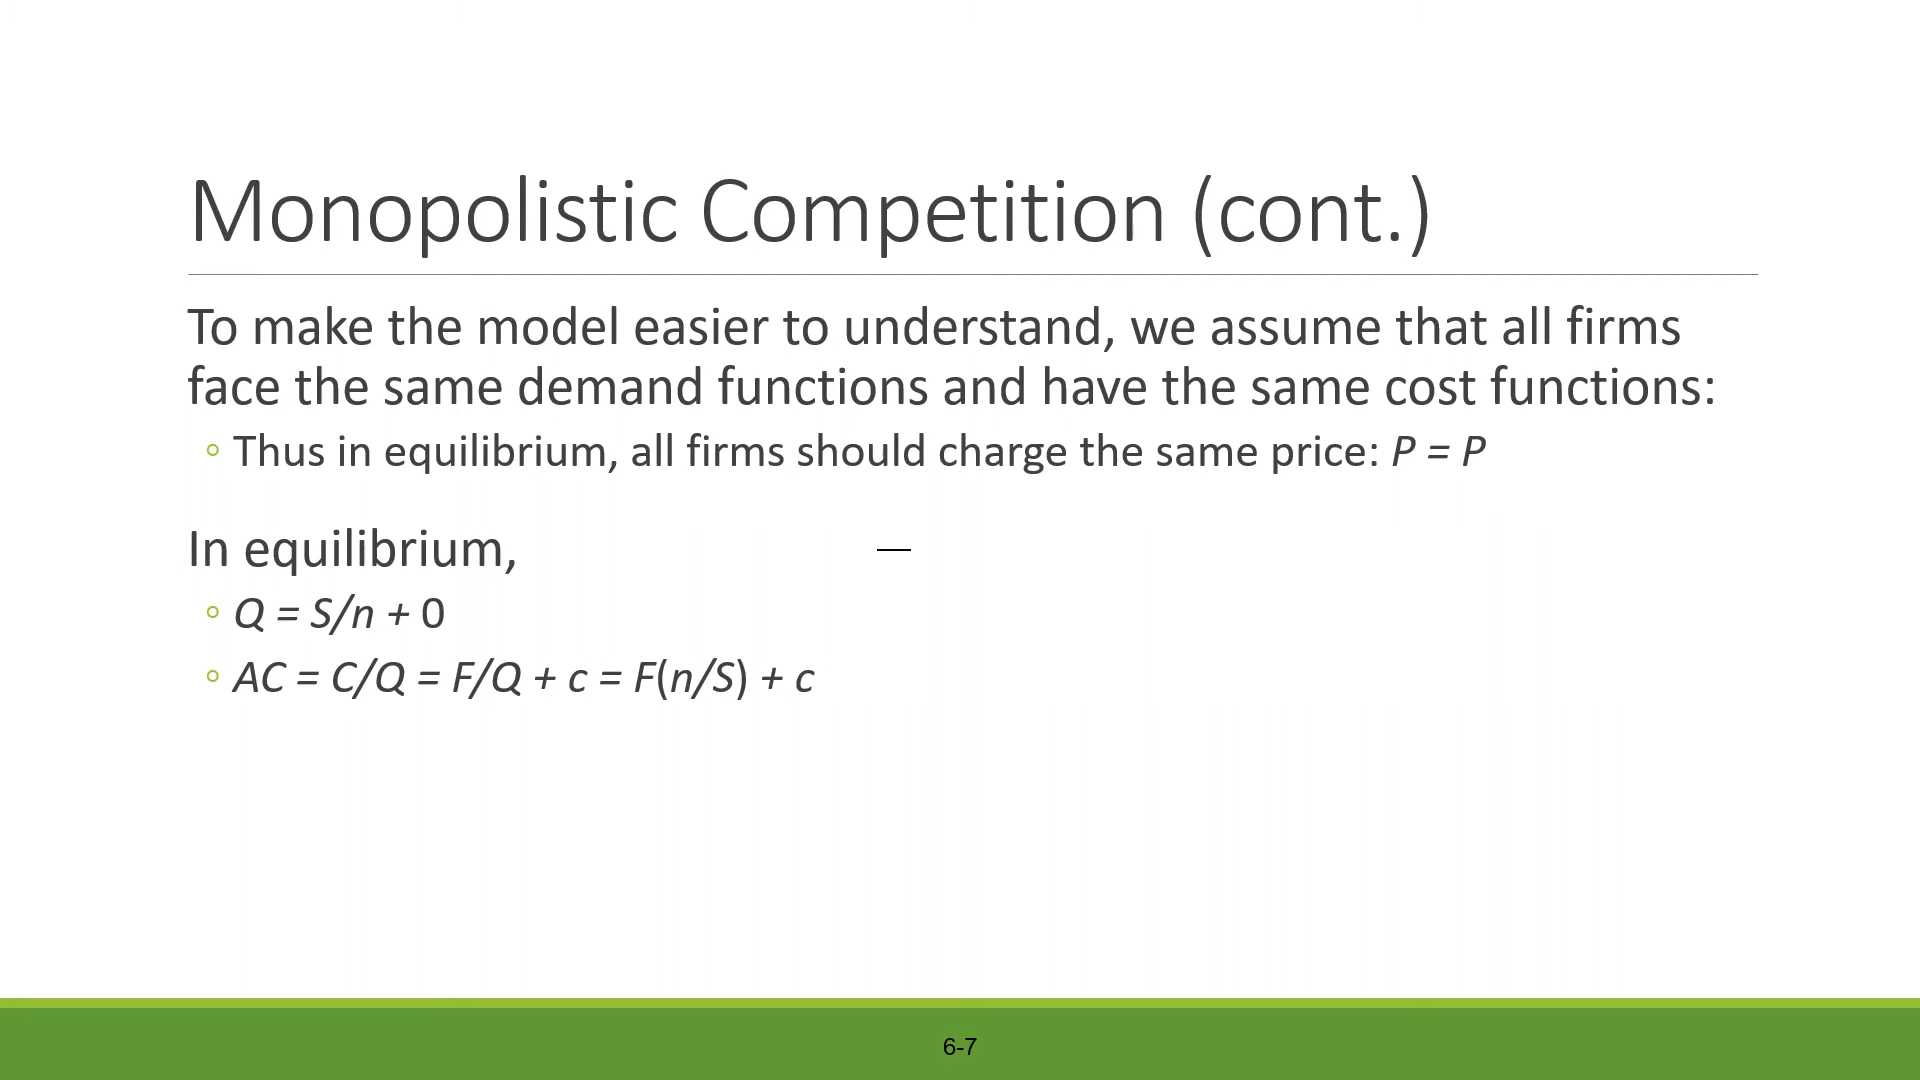 Monopolistic Competition (cont.)
To make the model easier to understand, we assume that all firms
face the same demand functions and have the same cost functions:
◦ Thus in equilibrium, all firms should charge the same price: P = P
In equilibrium,
◦ Q = S/n + 0
◦ AC = C/Q = F/Q + c = F(n/S) + c
6-7